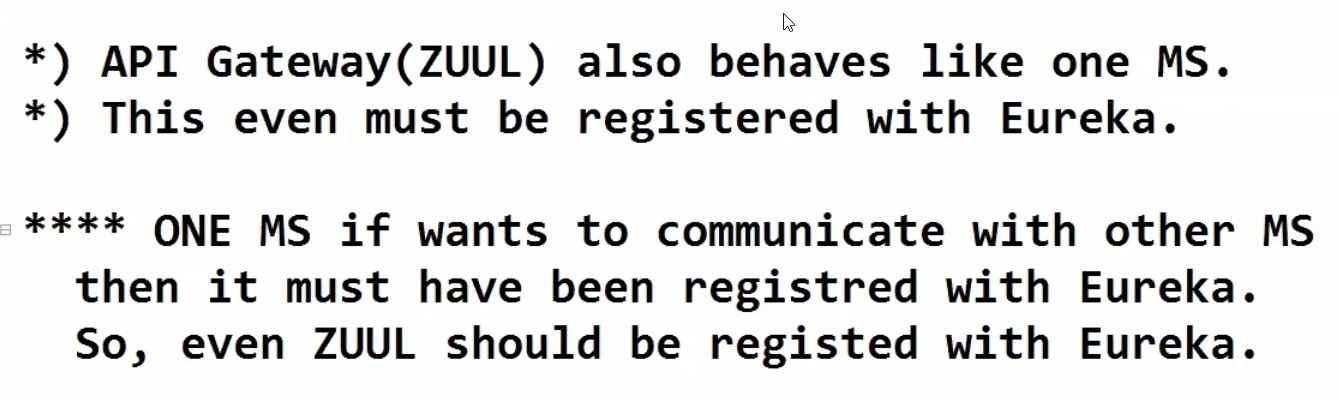 *) API Gateway(ZUUL) also behaves like one MS.
*) This even must be registered with Eureka.
**** ONE MS if wants to communicate with other MS
then it must have been registred with Eureka.
So, even ZUUL should be registed with Eureka.